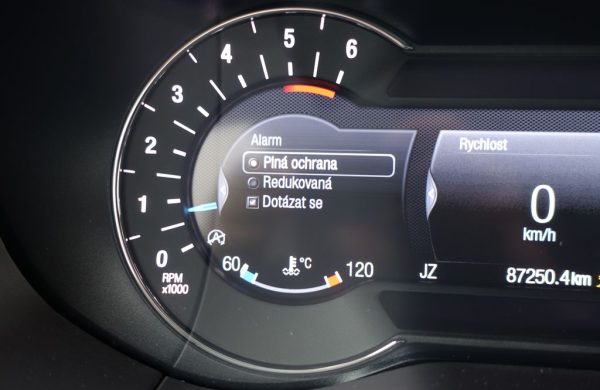 6
5
4
3
2
1
0
RPM
x1000
Alarm
Plná ochrana
Redukovaná
Dotázat se
60
°C
120
Rychlost
0
km/h
JZ
87250.4km